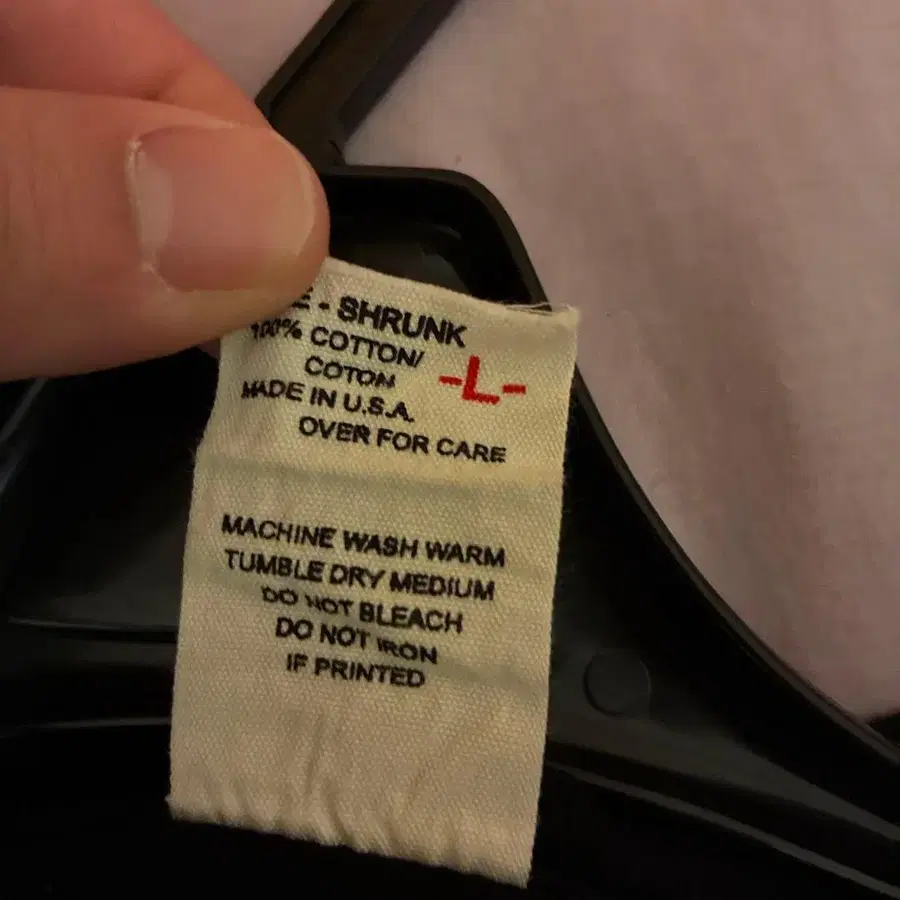 E - SHRUNK
100% COTTON/
COTON
-L-
MADE IN U.S.A.
OVER FOR CARE
MACHINE WASH WARM
TUMBLE DRY MEDIUM
DO NOT BLEACH
DO NOT IRON
IF PRINTED